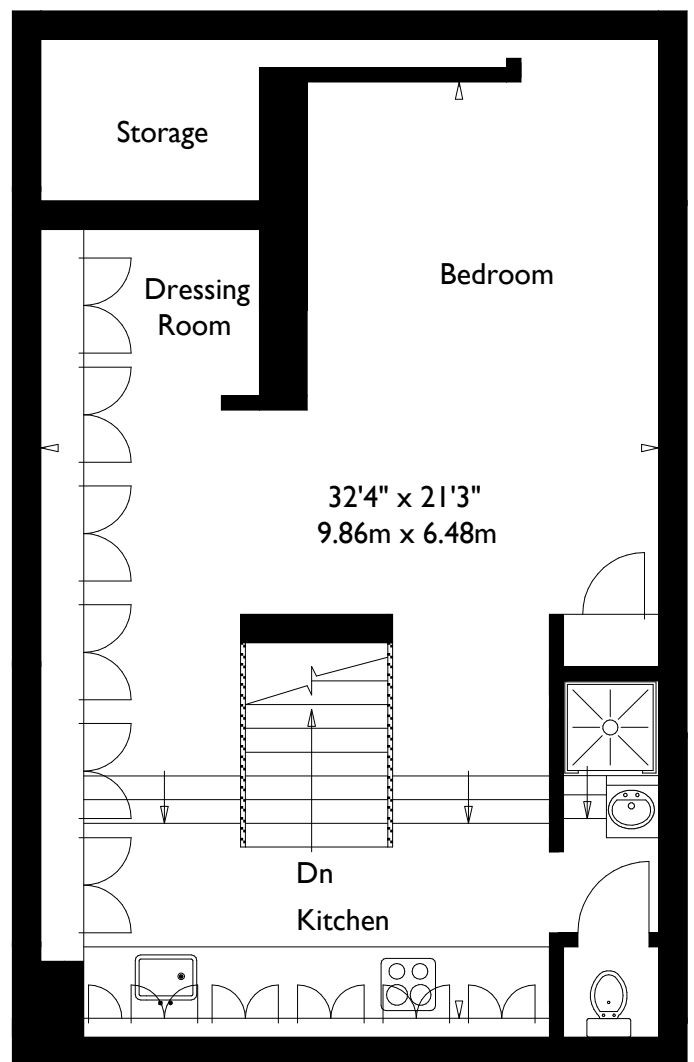 Storage
Bedroom
Dressing
Room
32'4" x 21'3"
9.86m x 6.48m
Dn
Kitchen